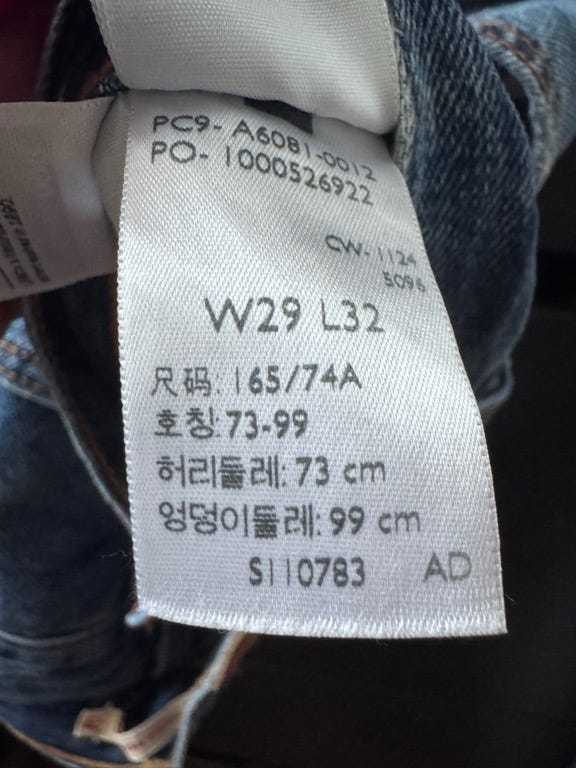 PC9- A6081-0012
PO- 1000526922
CW- 1124
5096
W29 L32
尺码: 165/74A
호칭: 73-99
허리둘레: 73 cm
엉덩이둘레: 99 cm
S110783 AD